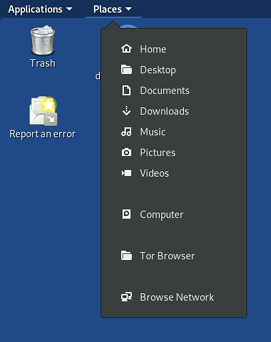 Applications Places
Trash
Report an error
Home
Desktop
Documents
Downloads
Music
Pictures
Videos
Computer
Tor Browser
Browse Network